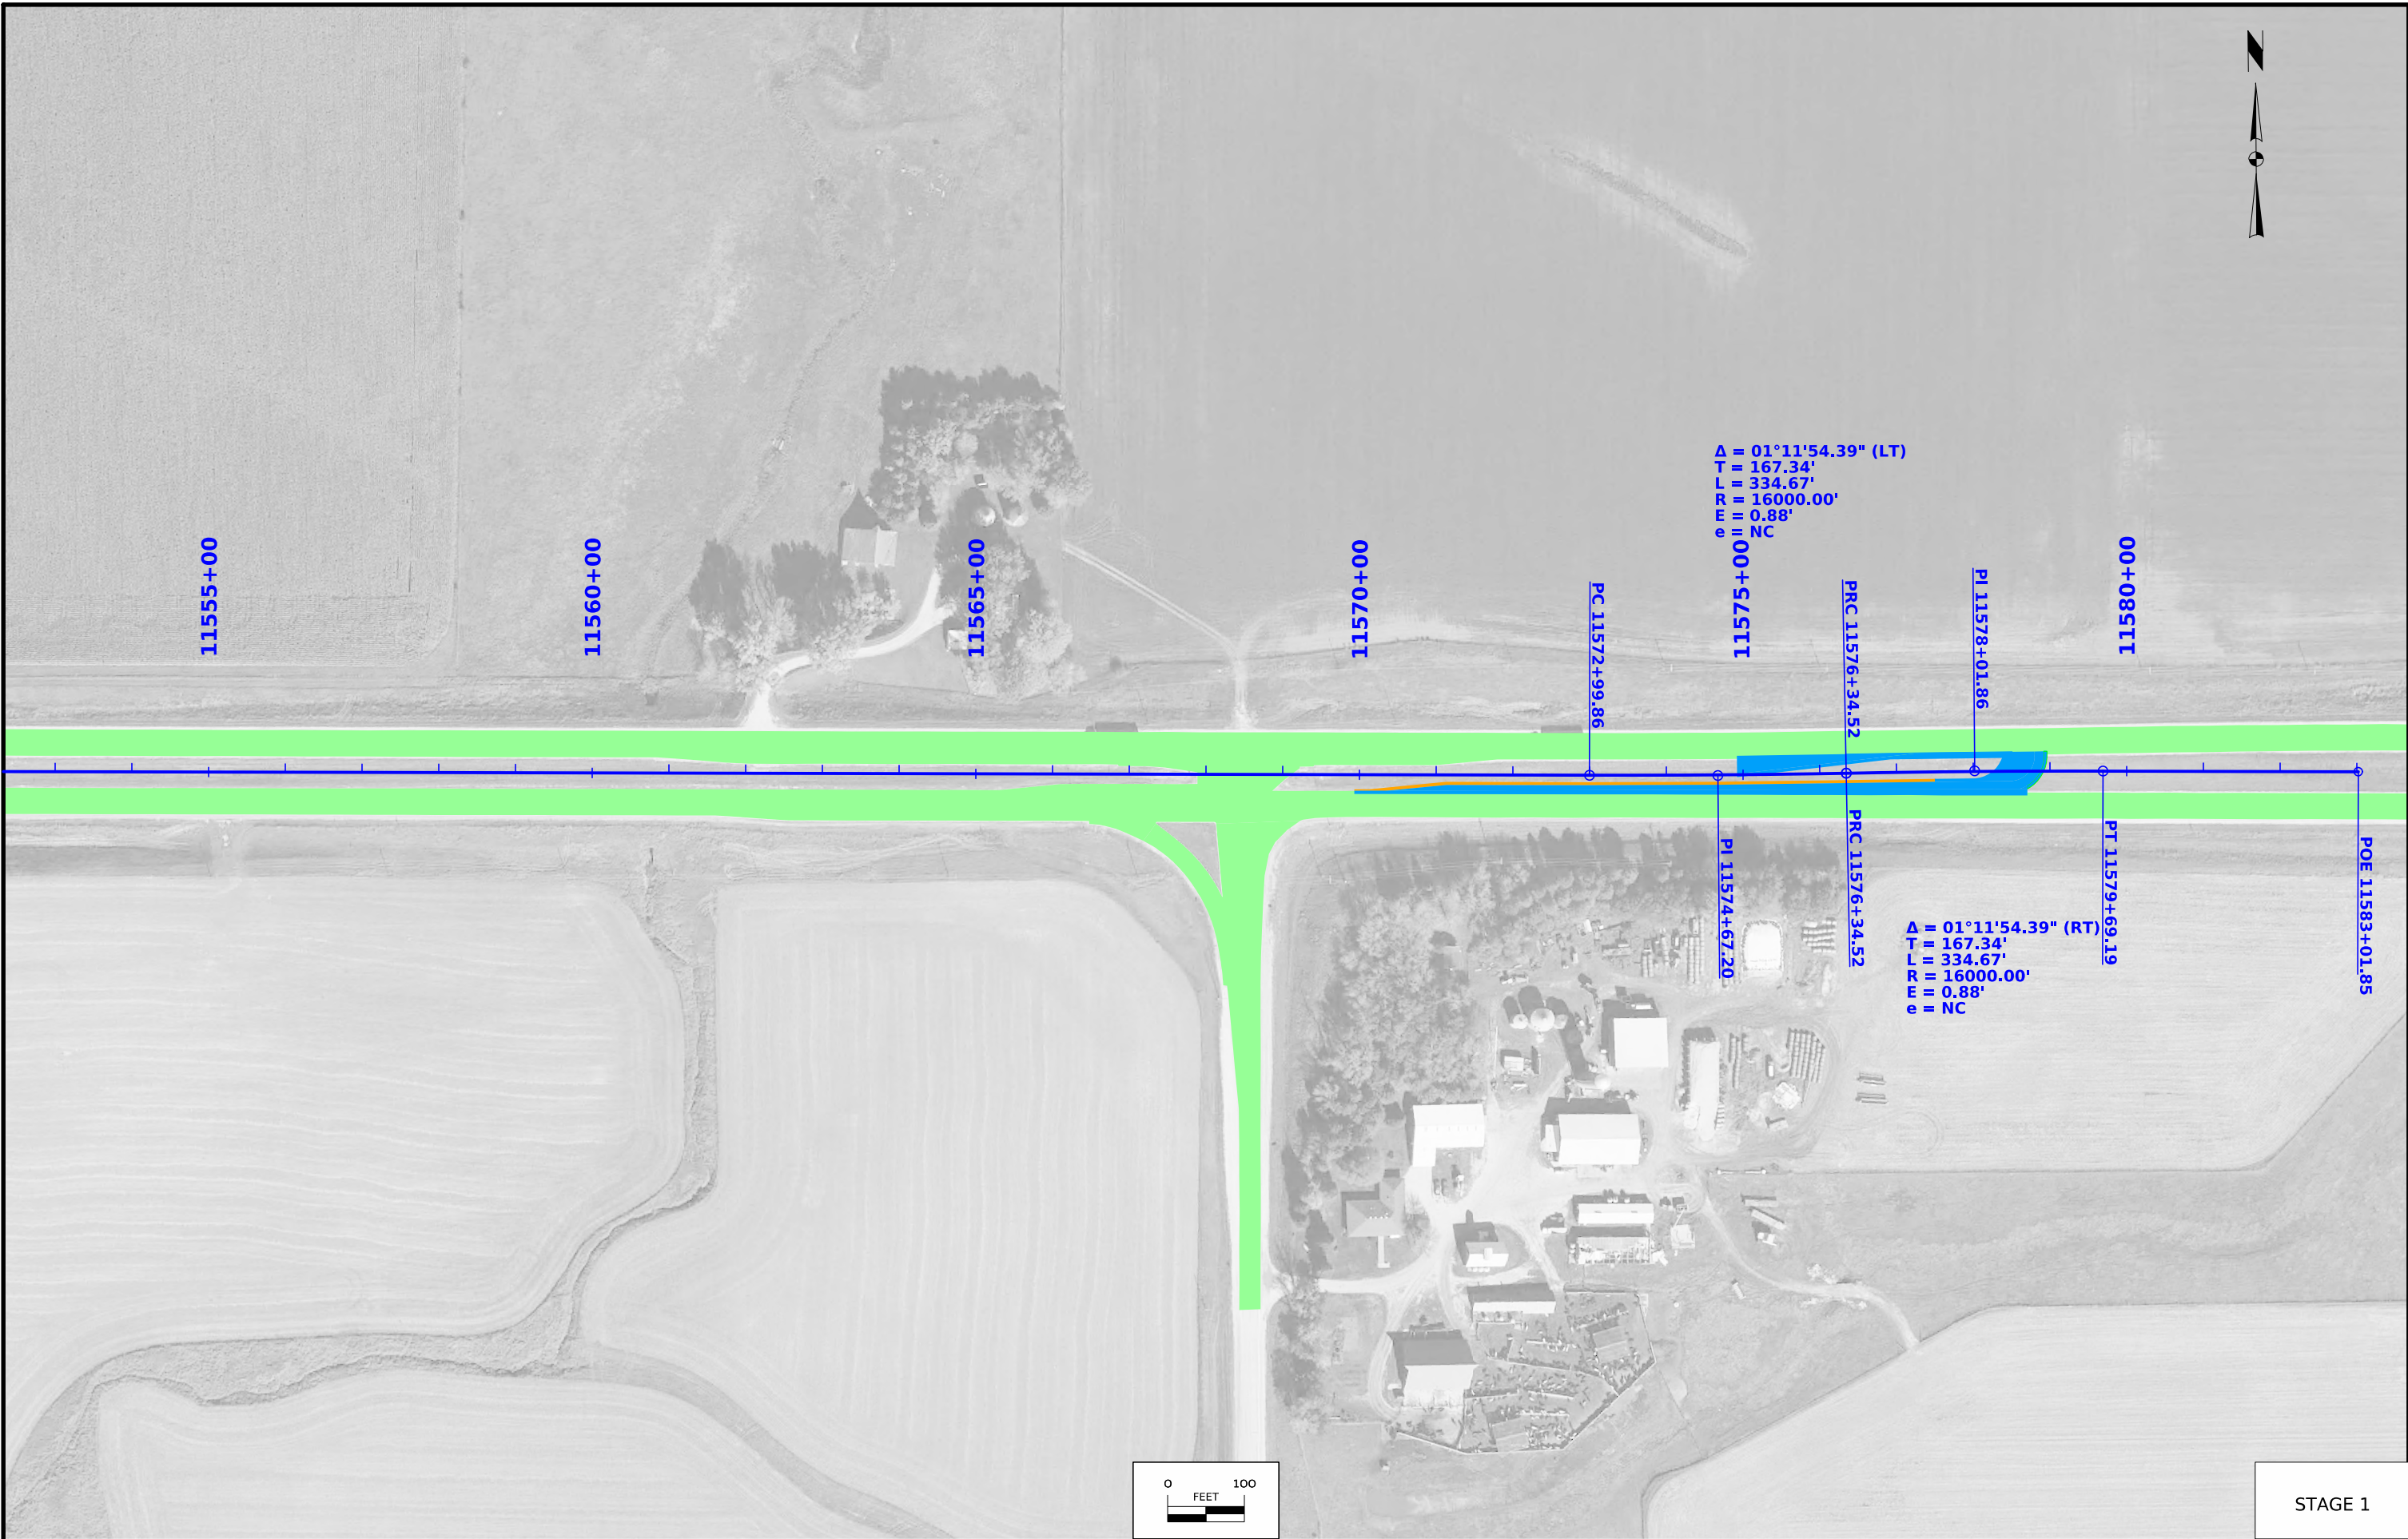 N
Δ = 01°11'54.39" (LT)
T = 167.34'
L = 334.67'
R = 16000.00'
E = 0.88'
e = NC
11555+00
11560+00
11565+00
11570+00
11575+00
11580+00
PC 11572+99.86
PRC 11576+34.52
PI 11578+01.86
PI 11574+67.20
PRC 11576+34.52
PT 11579+69.19
POE 11583+01.85
Δ = 01°11'54.39" (RT)
T = 167.34'
L = 334.67'
R = 16000.00'
E = 0.88'
e = NC
0 100
FEET
STAGE 1